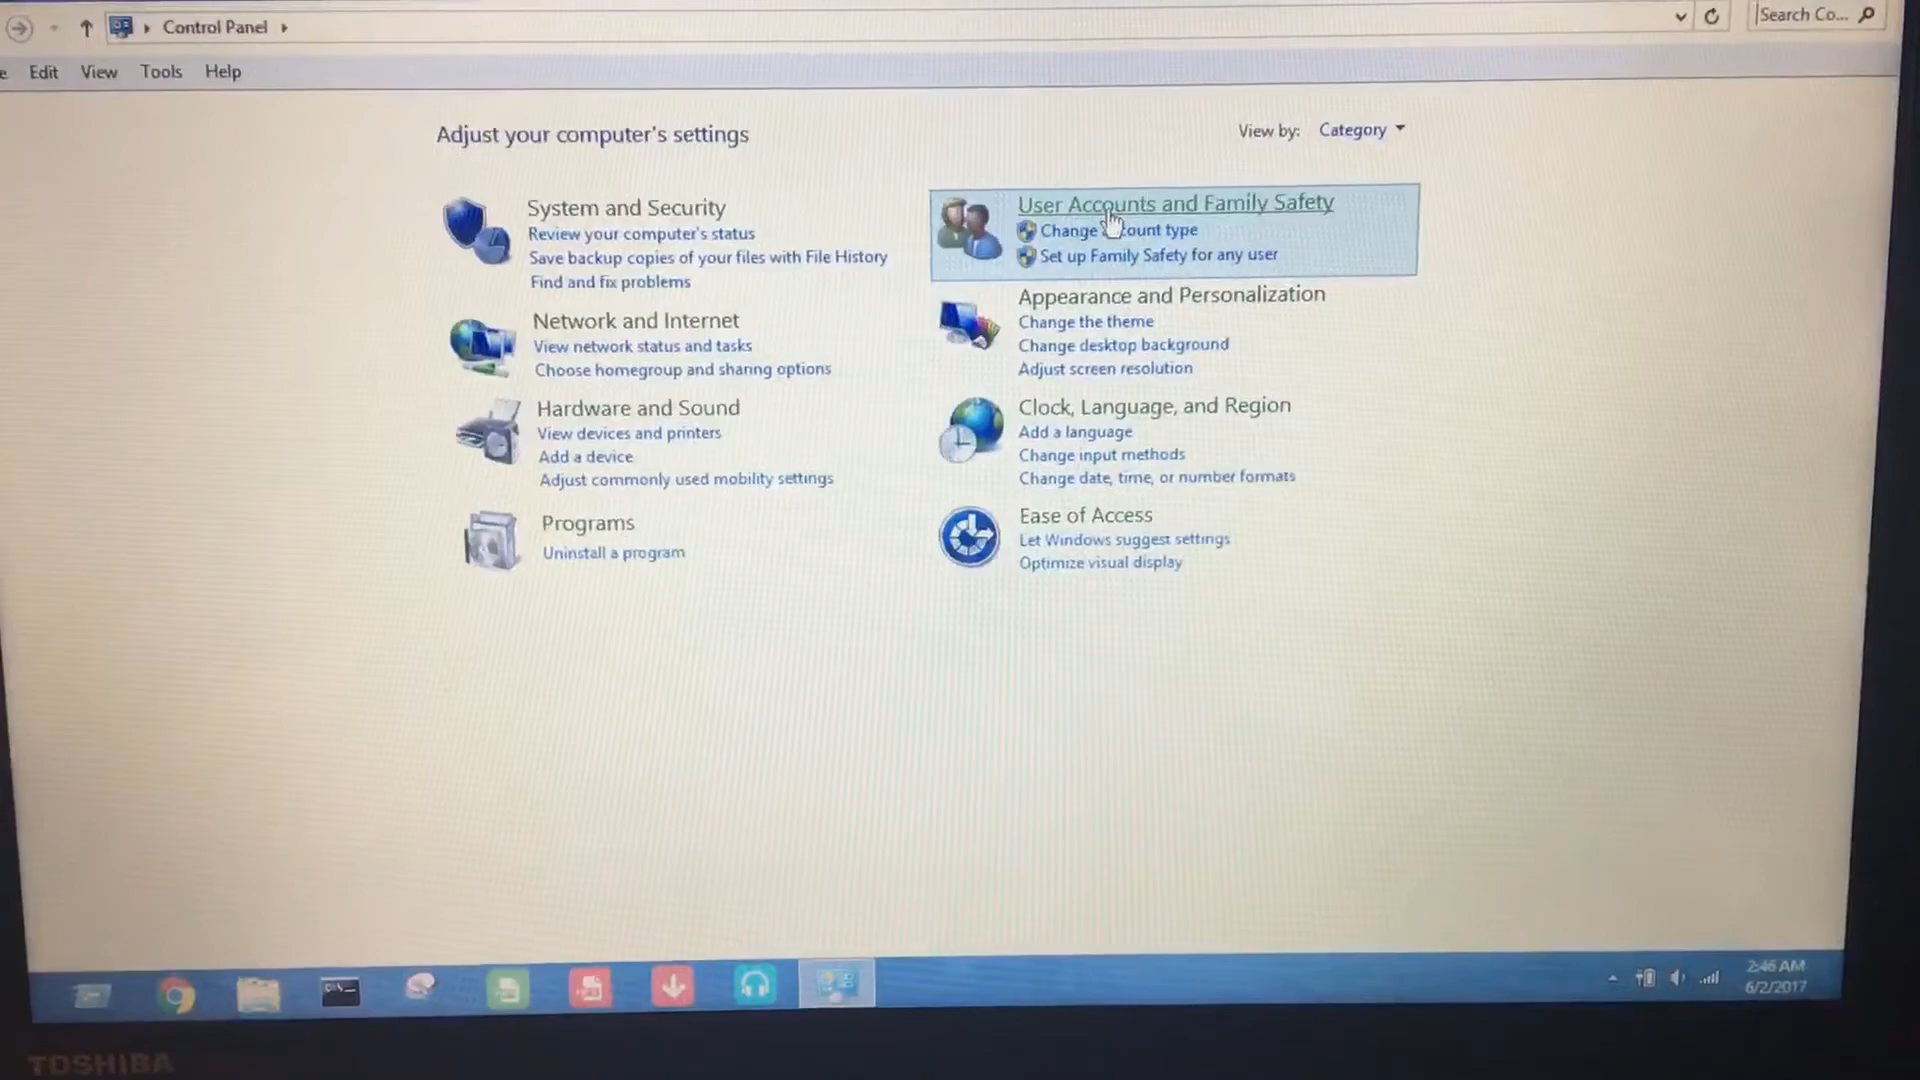 Control Panel
Search Co...
Edit View Tools Help
Adjust your computer's settings
View by: Category
System and Security
Review your computer's status
Save backup copies of your files with File History
Find and fix problems
Network and Internet
View network status and tasks
Choose homegroup and sharing options
Hardware and Sound
View devices and printers
Add a device
Adjust commonly used mobility settings
Programs
Uninstall a program
User Accounts and Family Safety
Change account type
Set up Family Safety for any user
Appearance and Personalization
Change the theme
Change desktop background
Adjust screen resolution
Clock, Language, and Region
Add a language
Change input methods
Change date, time, or number formats
Ease of Access
Let Windows suggest settings
Optimize visual display
2:46 AM
6/2/2017
TOSHIBA